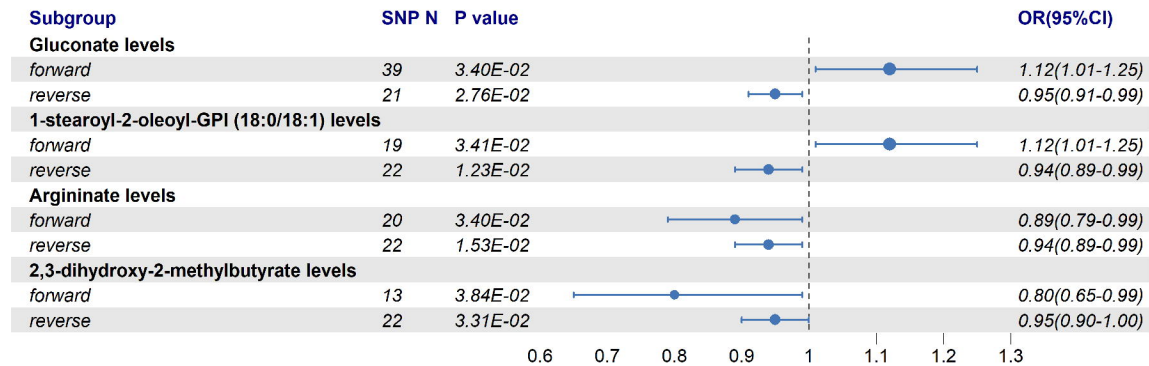 Subgroup SNP N P value OR(95%CI)
Gluconate levels
forward 39 3.40E-02 1.12(1.01-1.25)
reverse 21 2.76E-02 0.95(0.91-0.99)
1-stearoyl-2-oleoyl-GPI (18:0/18:1) levels
forward 19 3.41E-02 1.12(1.01-1.25)
reverse 22 1.23E-02 0.94(0.89-0.99)
Argininate levels
forward 20 3.40E-02 0.89(0.79-0.99)
reverse 22 1.53E-02 0.94(0.89-0.99)
2,3-dihydroxy-2-methylbutyrate levels
forward 13 3.84E-02 0.80(0.65-0.99)
reverse 22 3.31E-02 0.95(0.90-1.00)
0.6 0.7 0.8 0.9 1 1.1 1.2 1.3